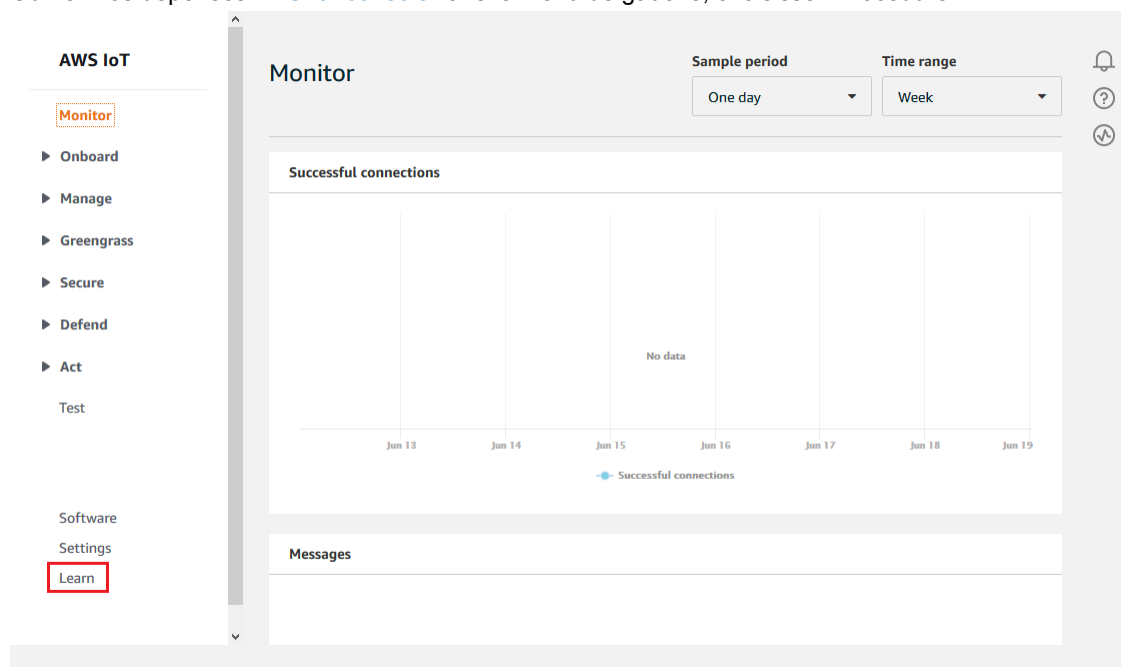 AWS IoT
Monitor
Onboard
Manage
Greengrass
Secure
Defend
Act
Test
Software
Settings
Learn
Monitor
Sample period
One day
Time range
Week
Successful connections
No data
Jun 13 Jun 14 Jun 15 Jun 16 Jun 17 Jun 18 Jun 19
Successful connections
Messages